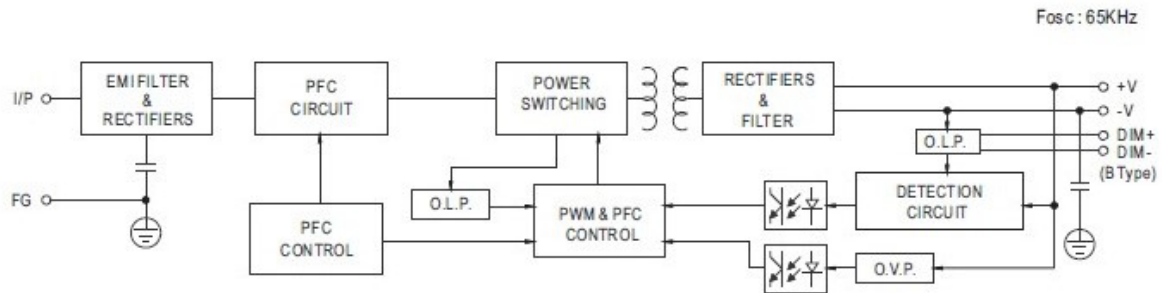 Fosc : 65KHz
I/P
EMI FILTER
&
RECTIFIERS
PFC
CIRCUIT
POWER
SWITCHING
RECTIFIERS
&
FILTER
+V
-V
DIM+
DIM-
(B Type)
O.L.P.
FG
O.L.P.
PFC
CONTROL
PWM & PFC
CONTROL
DETECTION
CIRCUIT
O.V.P.